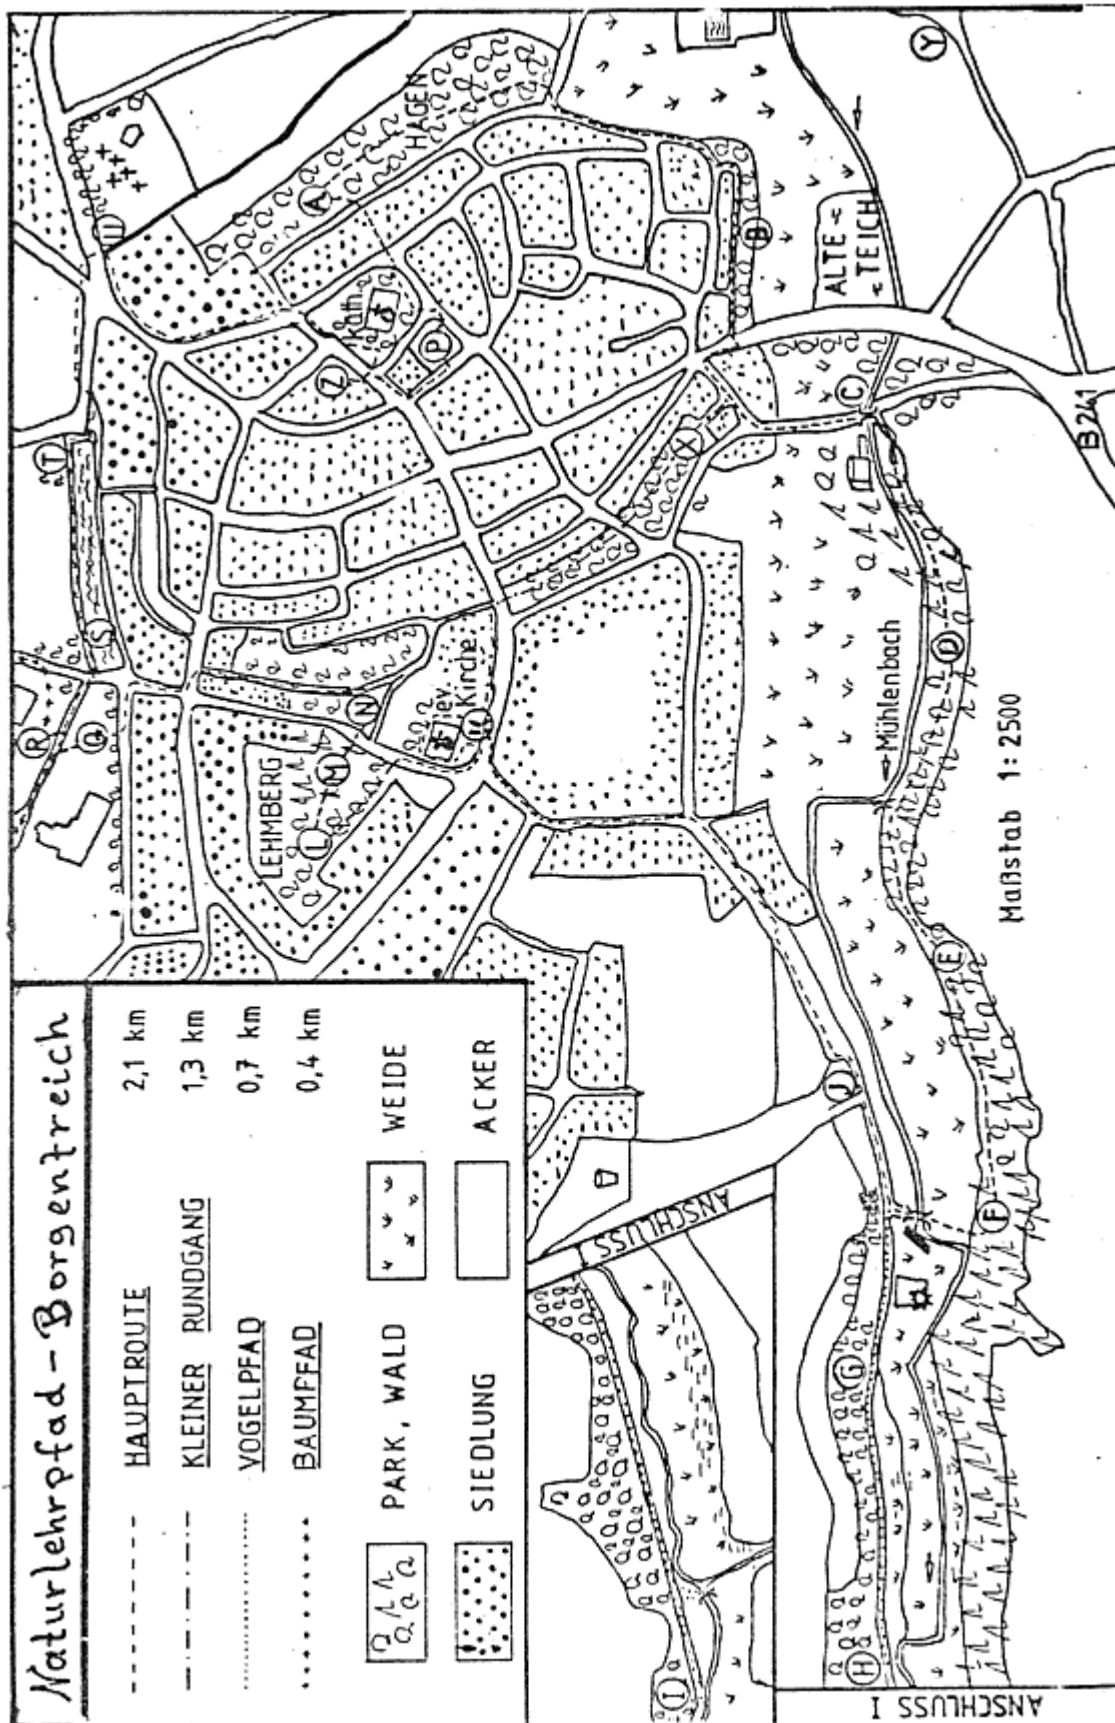 Naturlehrpfad-Borgentreich
HAUPTROUTE 2,1 km
KLEINER RUNDGANG 1,3 km
VOGELPFAD 0,7 km
BAUMPFAD 0,4 km
PARK, WALD
WEIDE
SIEDLUNG
ACKER
R
Q
S
T
U
HAGEN
A
LEHMBERG
L
M
N
ev.
Kirche
K
Kath.
Z
P
X
B
Y
ALTE
TEICH
C
B241
Mühlenbach
D
E
Maßstab 1:2500
J
F
G
H
I
ANSCHLUSS I
ANSCHLUSS I